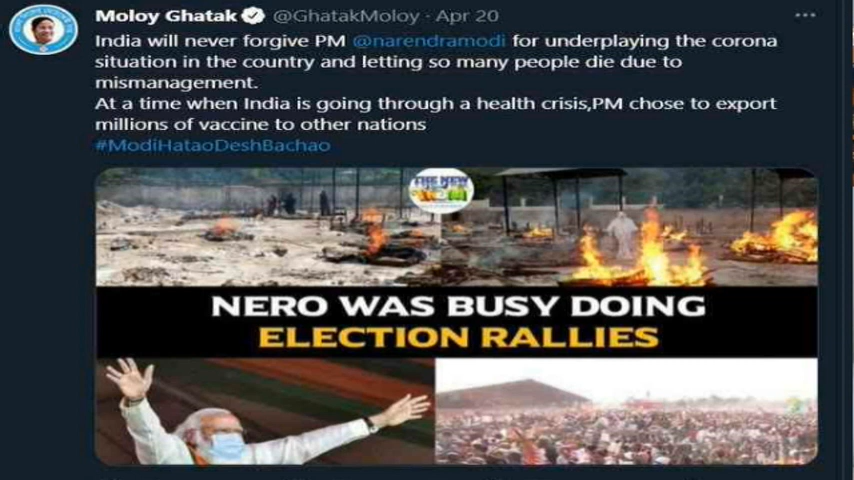 Moloy Ghatak @GhatakMoloy · Apr 20
India will never forgive PM @narendramodi for underplaying the corona
situation in the country and letting so many people die due to
mismanagement.
At a time when India is going through a health crisis,PM chose to export
millions of vaccine to other nations
#ModiHataoDeshBachao
THE NEW
NERO WAS BUSY DOING
ELECTION RALLIES